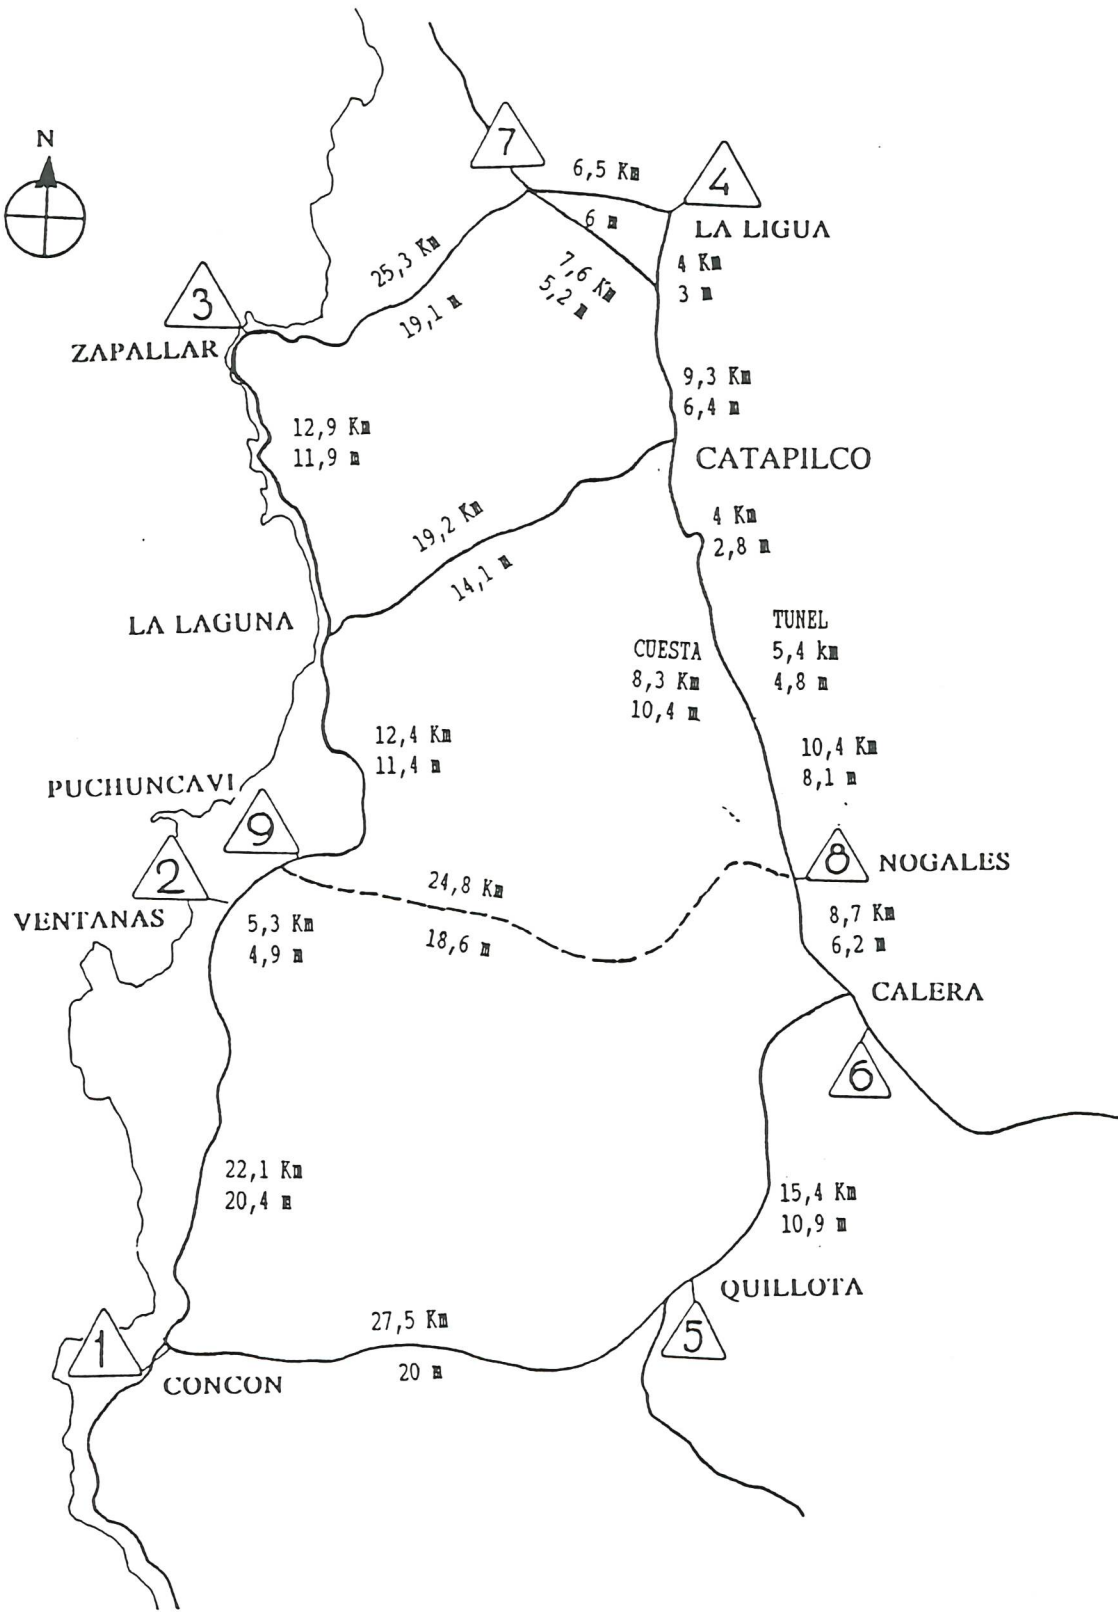 N
7
6,5 Km
4
6 m
LA LIGUA
25,3 Km
19,1 m
7,6 Km
5,2 m
4 Km
3 m
3
ZAPALLAR
9,3 Km
6,4 m
12,9 Km
11,9 m
CATAPILCO
19,2 Km
14,1 m
4 Km
2,8 m
LA LAGUNA
TUNEL
5,4 km
4,8 m
CUESTA
8,3 Km
10,4 m
12,4 Km
11,4 m
10,4 Km
8,1 m
PUCHUNCAVI
9
2
8
NOGALES
VENTANAS
24,8 Km
18,6 m
5,3 Km
4,9 m
8,7 Km
6,2 m
CALERA
6
22,1 Km
20,4 m
15,4 Km
10,9 m
QUILLOTA
5
27,5 Km
20 m
1
CONCON